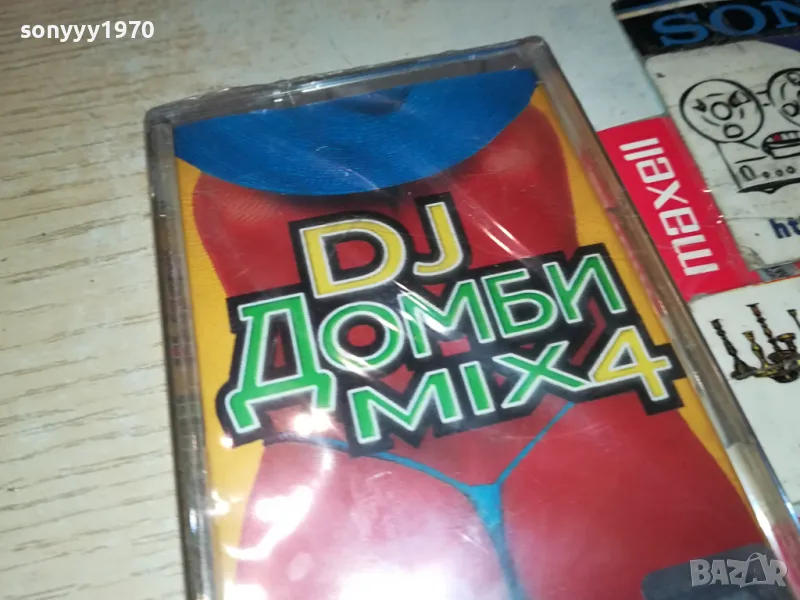 sonyyy1970
SON
maxell
ht
DJ
ДОМБИ
MIX4
BAZAR